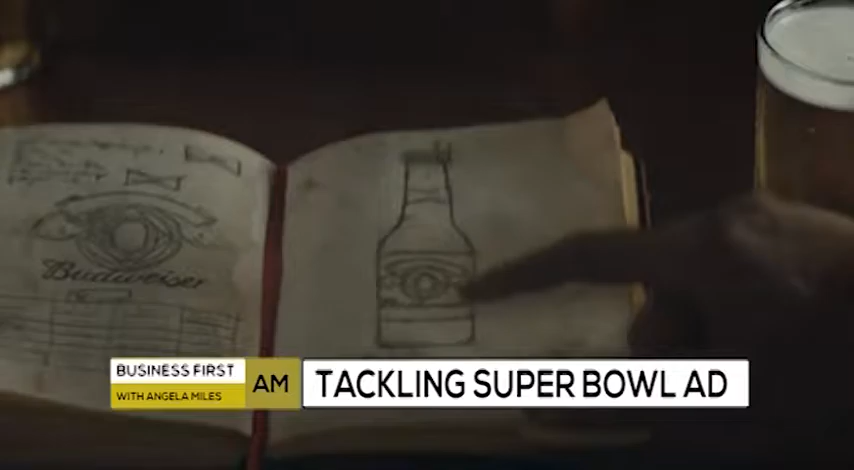 Budweiser
BUSINESS FIRST
WITH ANGELA MILES
AM
TACKLING SUPER BOWL AD